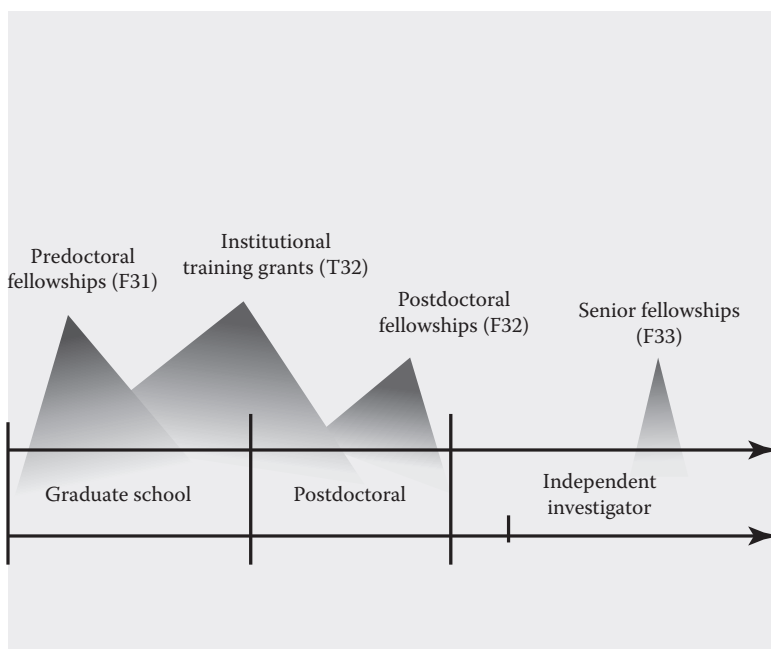 Predoctoral
fellowships (F31)
Institutional
training grants (T32)
Postdoctoral
fellowships (F32)
Senior fellowships
(F33)
Graduate school
Postdoctoral
Independent
investigator